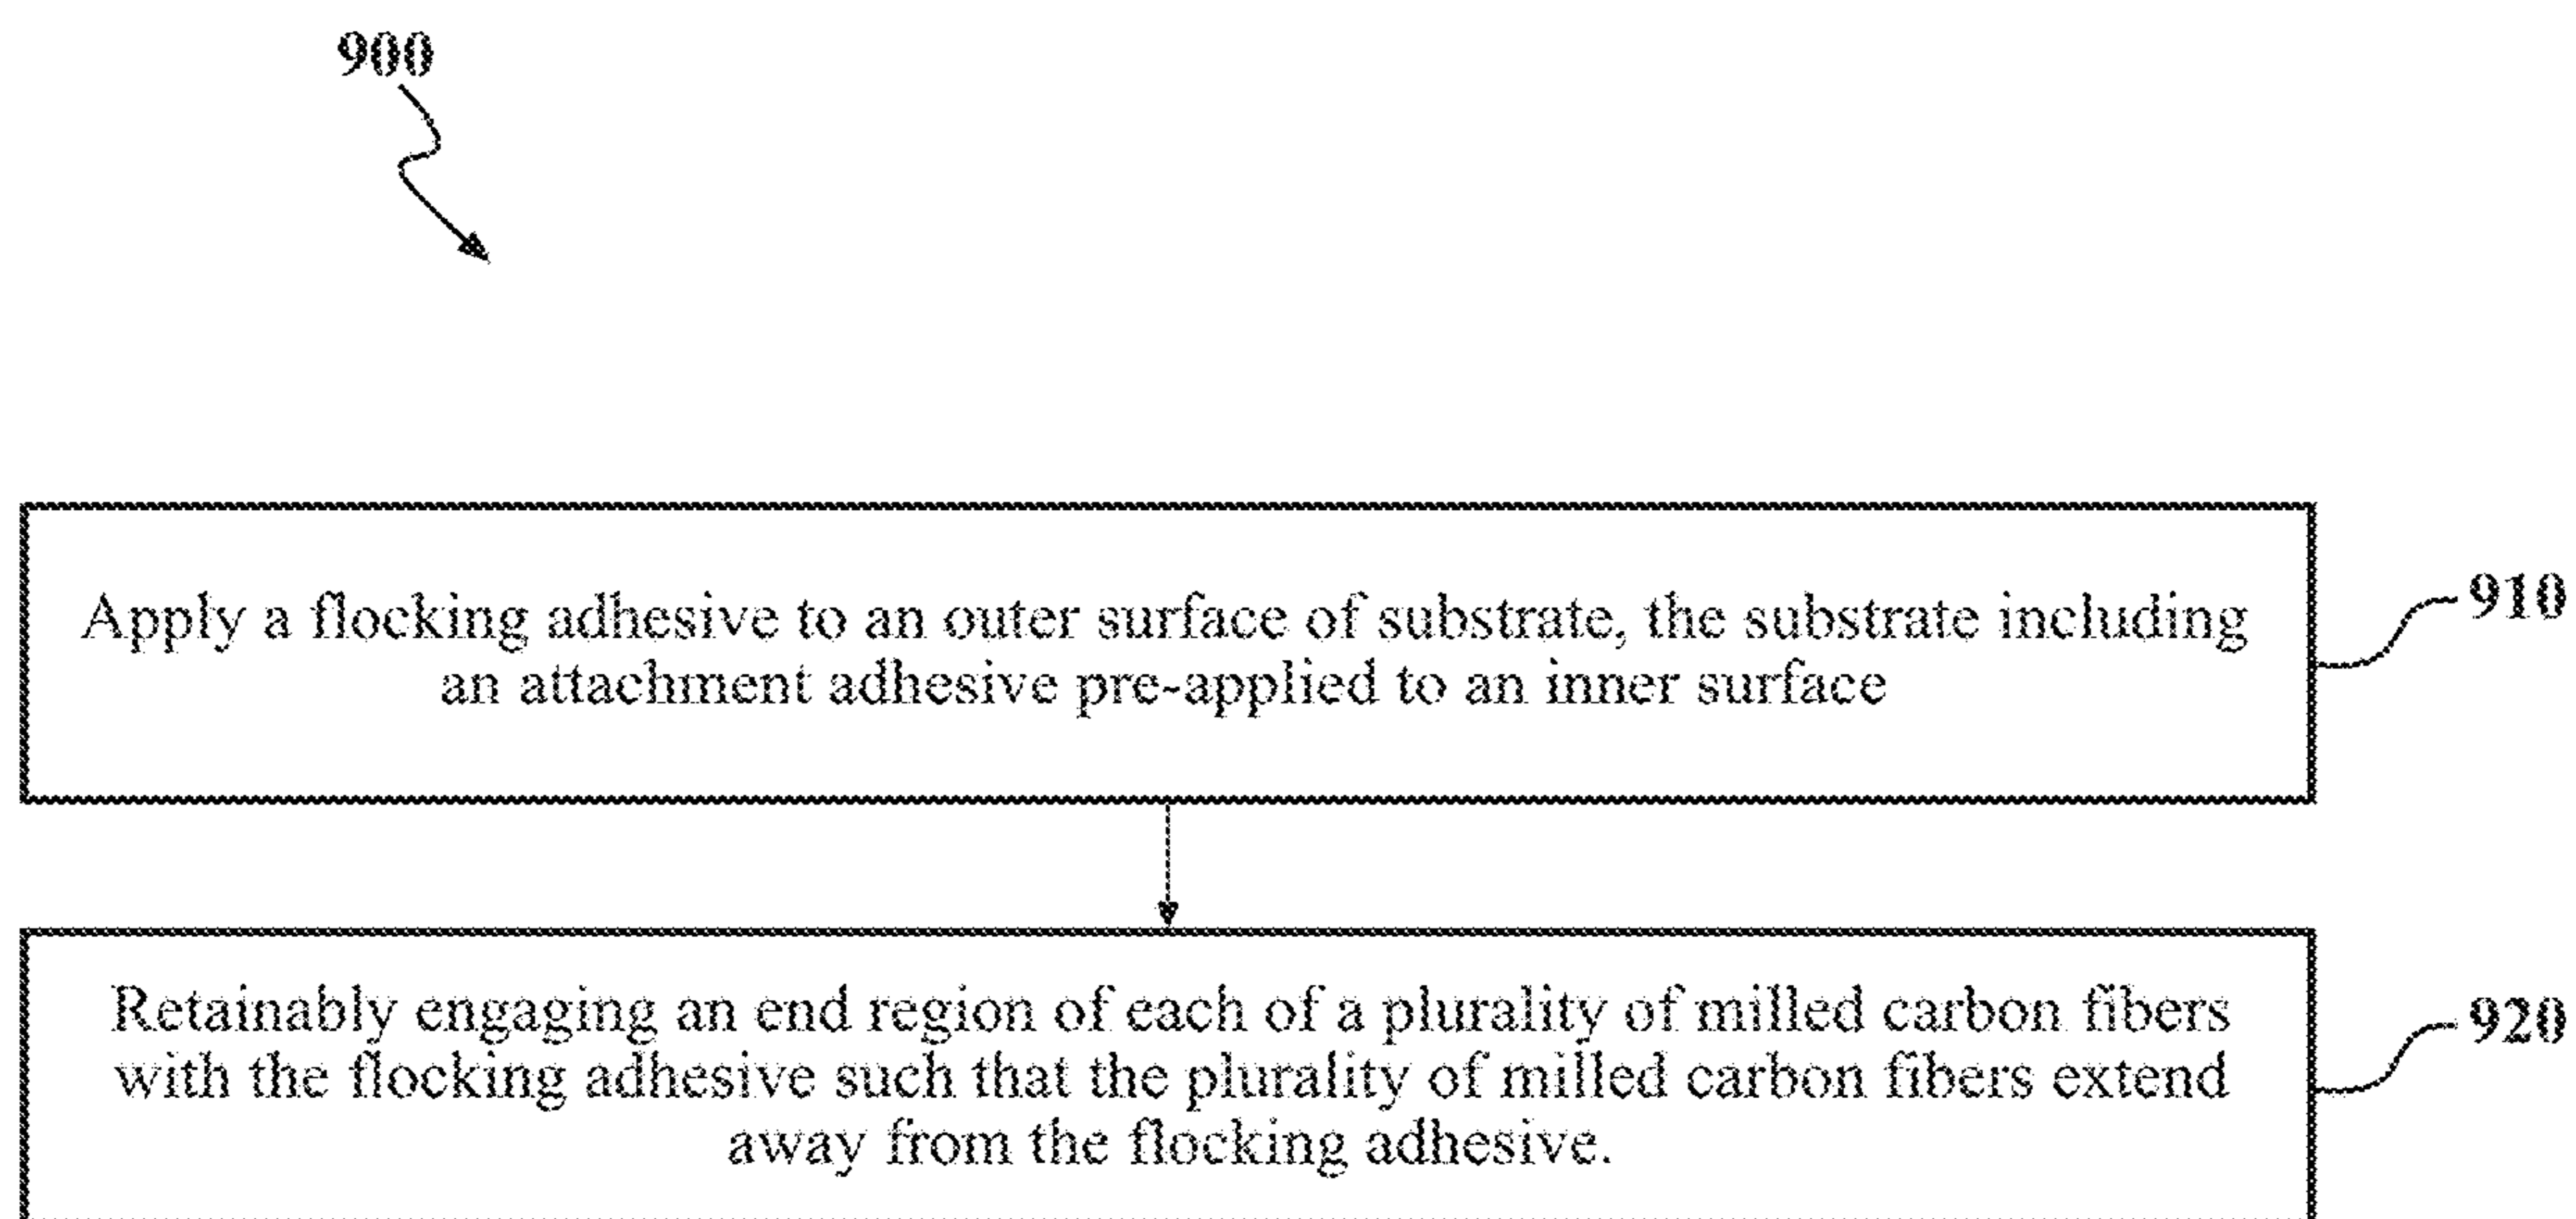 900
Apply a flocking adhesive to an outer surface of substrate, the substrate including
an attachment adhesive pre-applied to an inner surface
910
Retainably engaging an end region of each of a plurality of milled carbon fibers
with the flocking adhesive such that the plurality of milled carbon fibers extend
away from the flocking adhesive.
920